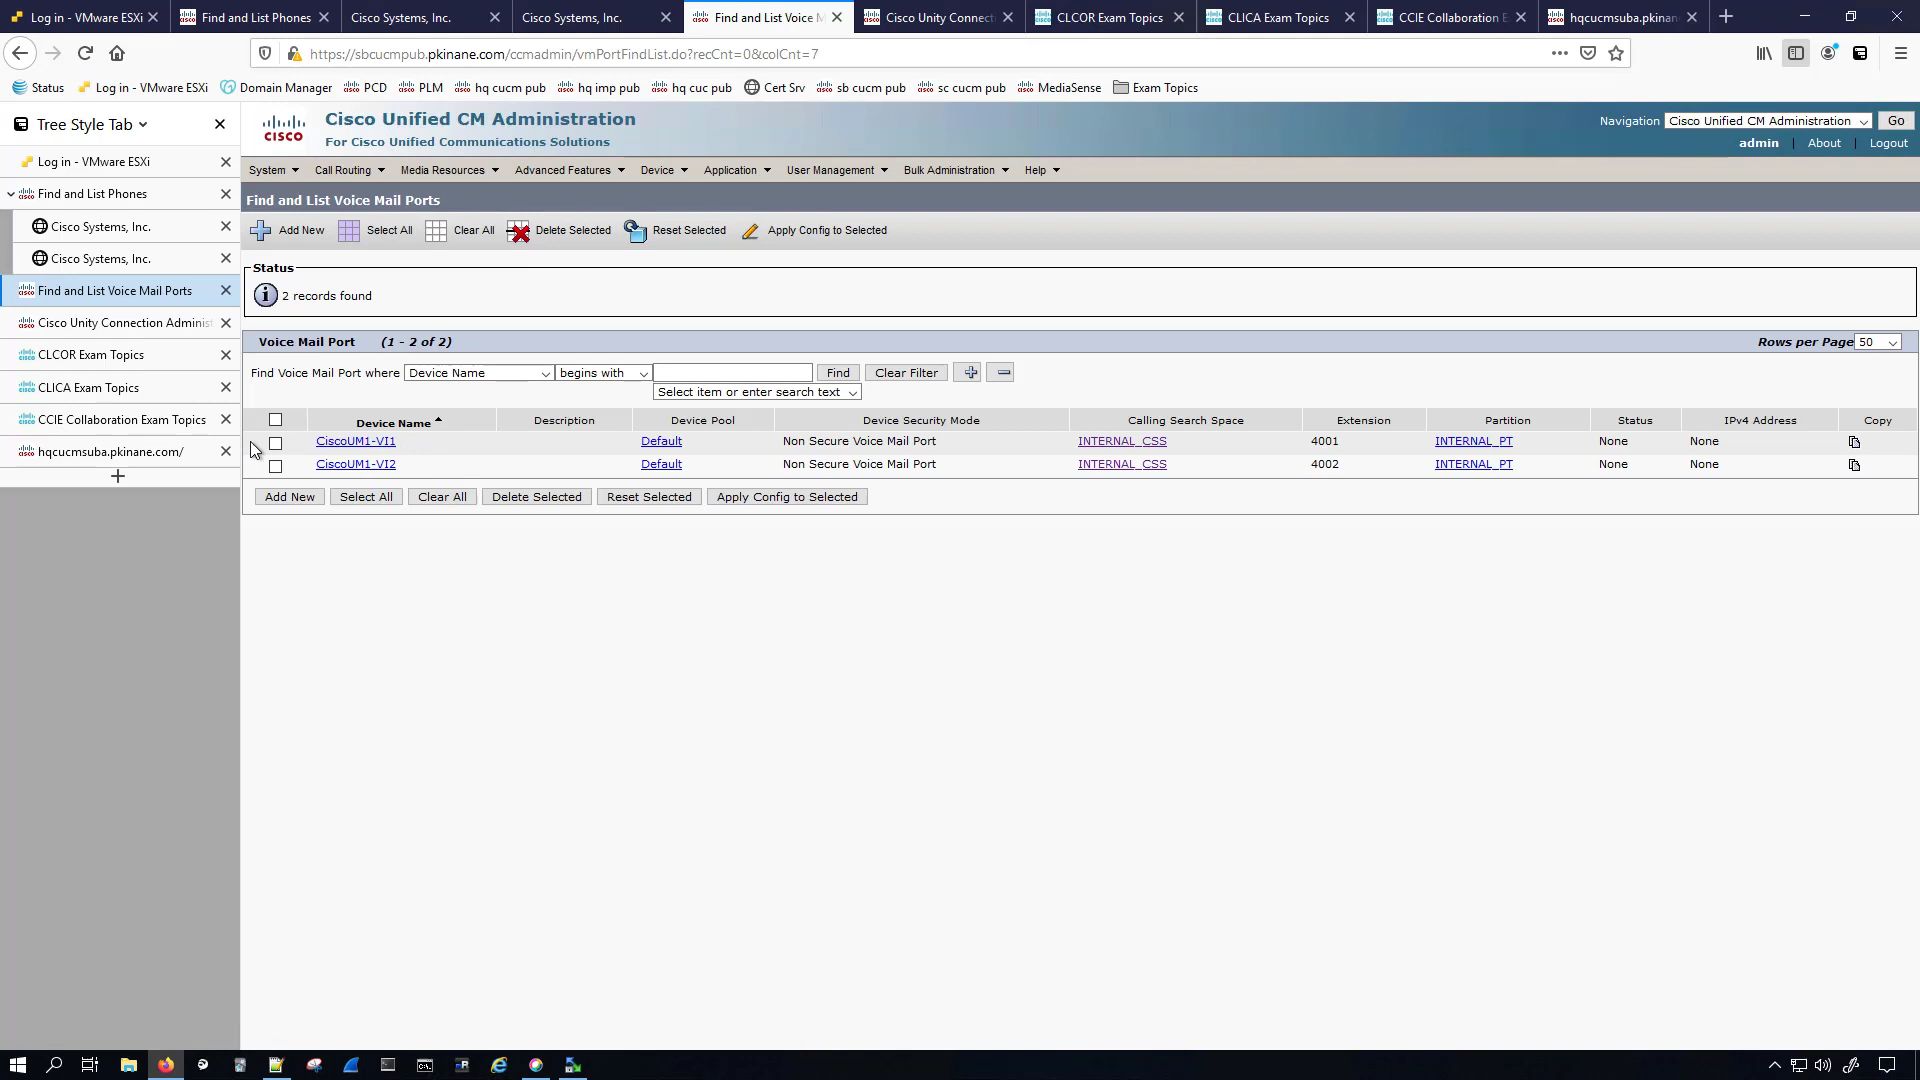 Log in - VMware ESXi
Find and List Phones
Cisco Systems, Inc.
Cisco Systems, Inc.
Find and List Voice M
Cisco Unity Connect
CLCOR Exam Topics
CLICA Exam Topics
CCIE Collaboration E
hqcucmsuba.pkinane
https://sbcucmpub.pkinane.com/ccmadmin/vmPortFindList.do?recCnt=0&colCnt=7
Status
Log in - VMware ESXi
Domain Manager
PCD
PLM
hq cucm pub
hq imp pub
hq cuc pub
Cert Srv
sb cucm pub
sc cucm pub
MediaSense
Exam Topics
Tree Style Tab
Log in - VMware ESXi
Find and List Phones
Cisco Systems, Inc.
Cisco Systems, Inc.
Find and List Voice Mail Ports
Cisco Unity Connection Adminis
CLCOR Exam Topics
CLICA Exam Topics
CCIE Collaboration Exam Topics
hqcucmsuba.pkinane.com/
CISCO
Cisco Unified CM Administration
For Cisco Unified Communications Solutions
Navigation Cisco Unified CM Administration Go
admin | About | Logout
System Call Routing Media Resources Advanced Features Device Application User Management Bulk Administration Help
Find and List Voice Mail Ports
Add New Select All Clear All Delete Selected Reset Selected Apply Config to Selected
Status
2 records found
Voice Mail Port (1 - 2 of 2) Rows per Page 50
Find Voice Mail Port where Device Name begins with Find Clear Filter
Select item or enter search text
Device Name Description Device Pool Device Security Mode Calling Search Space Extension Partition Status IPv4 Address Copy
CiscoUM1-VI1 Default Non Secure Voice Mail Port INTERNAL_CSS 4001 INTERNAL_PT None None
CiscoUM1-VI2 Default Non Secure Voice Mail Port INTERNAL_CSS 4002 INTERNAL_PT None None
Add New Select All Clear All Delete Selected Reset Selected Apply Config to Selected